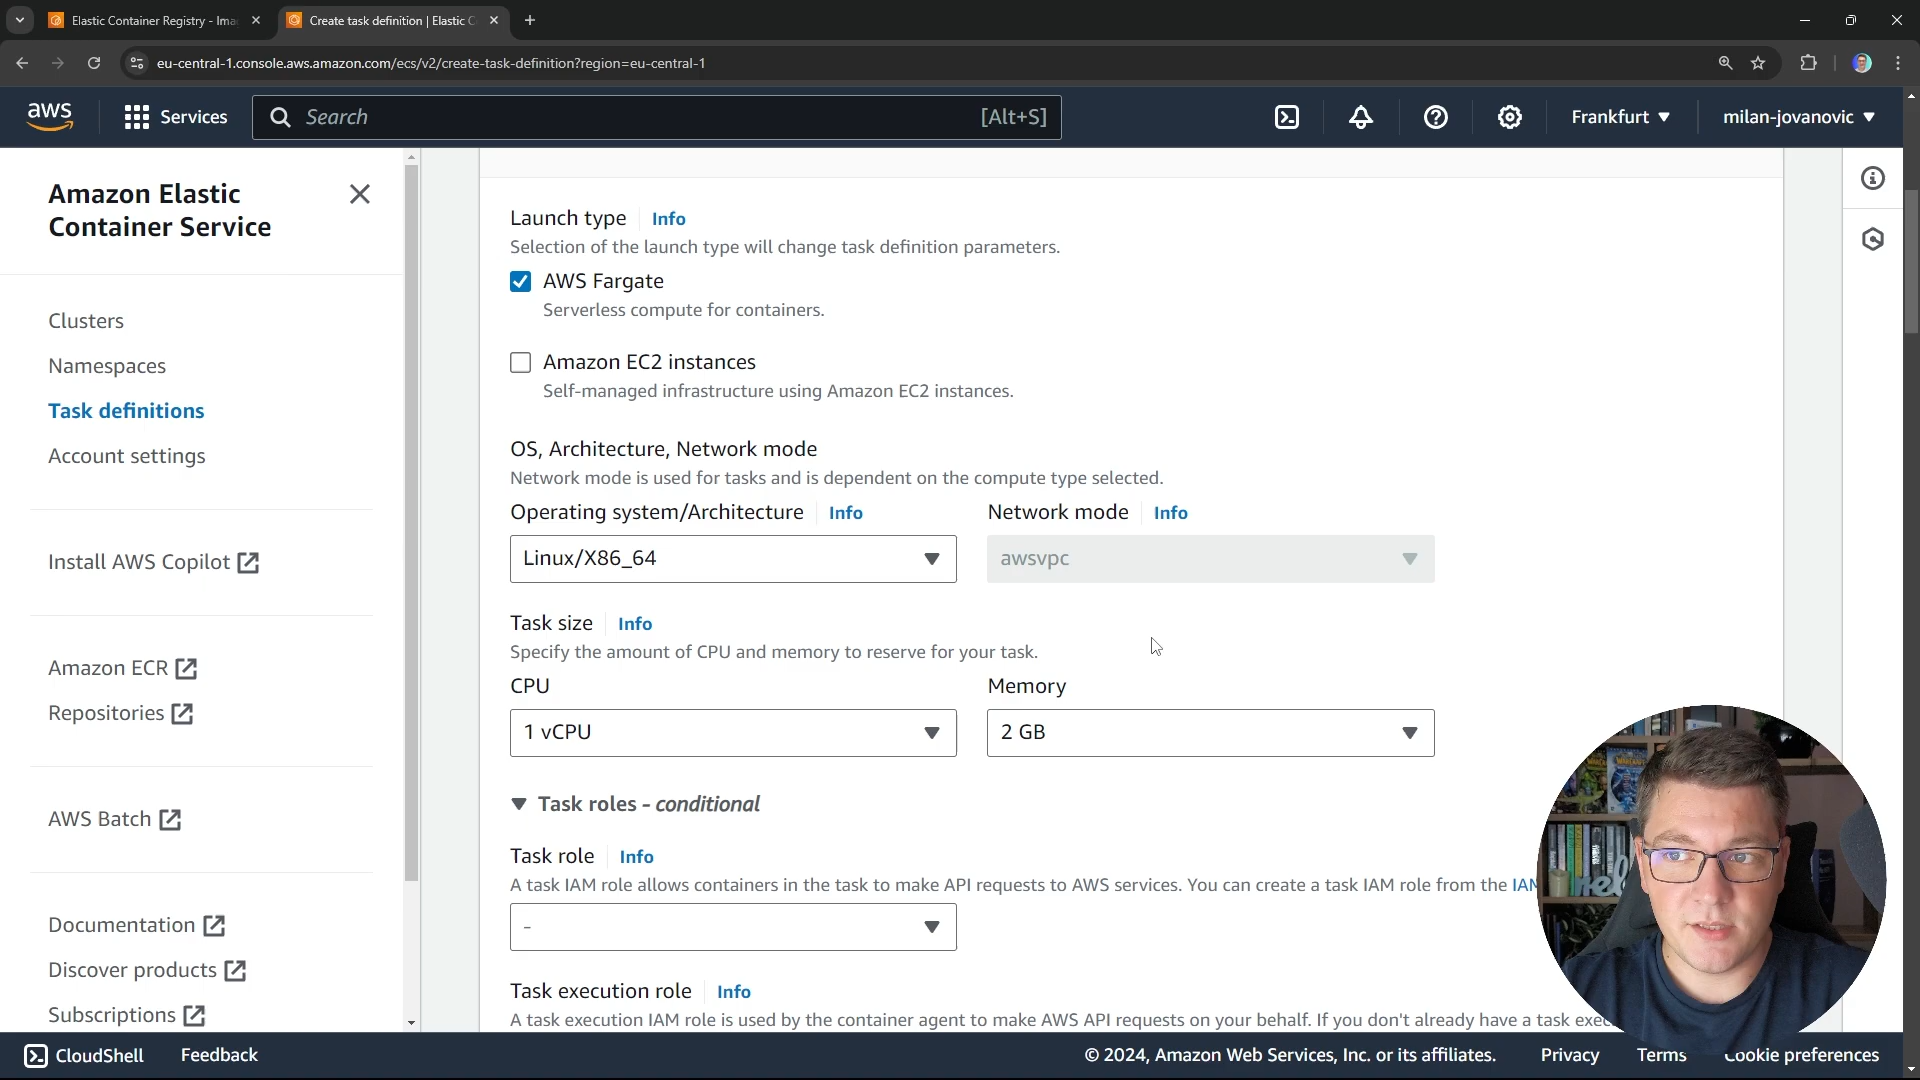 Elastic Container Registry - Ima
Create task definition | Elastic C
eu-central-1.console.aws.amazon.com/ecs/v2/create-task-definition?region=eu-central-1
aws
Services
Search
[Alt+S]
Frankfurt
milan-jovanovic
Amazon Elastic
Container Service
Clusters
Namespaces
Task definitions
Account settings
Install AWS Copilot
Amazon ECR
Repositories
AWS Batch
Documentation
Discover products
Subscriptions
Launch type
Info
Selection of the launch type will change task definition parameters.
AWS Fargate
Serverless compute for containers.
Amazon EC2 instances
Self-managed infrastructure using Amazon EC2 instances.
OS, Architecture, Network mode
Network mode is used for tasks and is dependent on the compute type selected.
Operating system/Architecture
Info
Network mode
Info
Linux/X86_64
awsvpc
Task size
Info
Specify the amount of CPU and memory to reserve for your task.
CPU
Memory
1 vCPU
2 GB
Task roles - conditional
Task role
Info
A task IAM role allows containers in the task to make API requests to AWS services. You can create a task IAM role from the IAM
-
Task execution role
Info
A task execution IAM role is used by the container agent to make AWS API requests on your behalf. If you don't already have a task exec
CloudShell
Feedback
© 2024, Amazon Web Services, Inc. or its affiliates.
Privacy
Terms
Cookie preferences